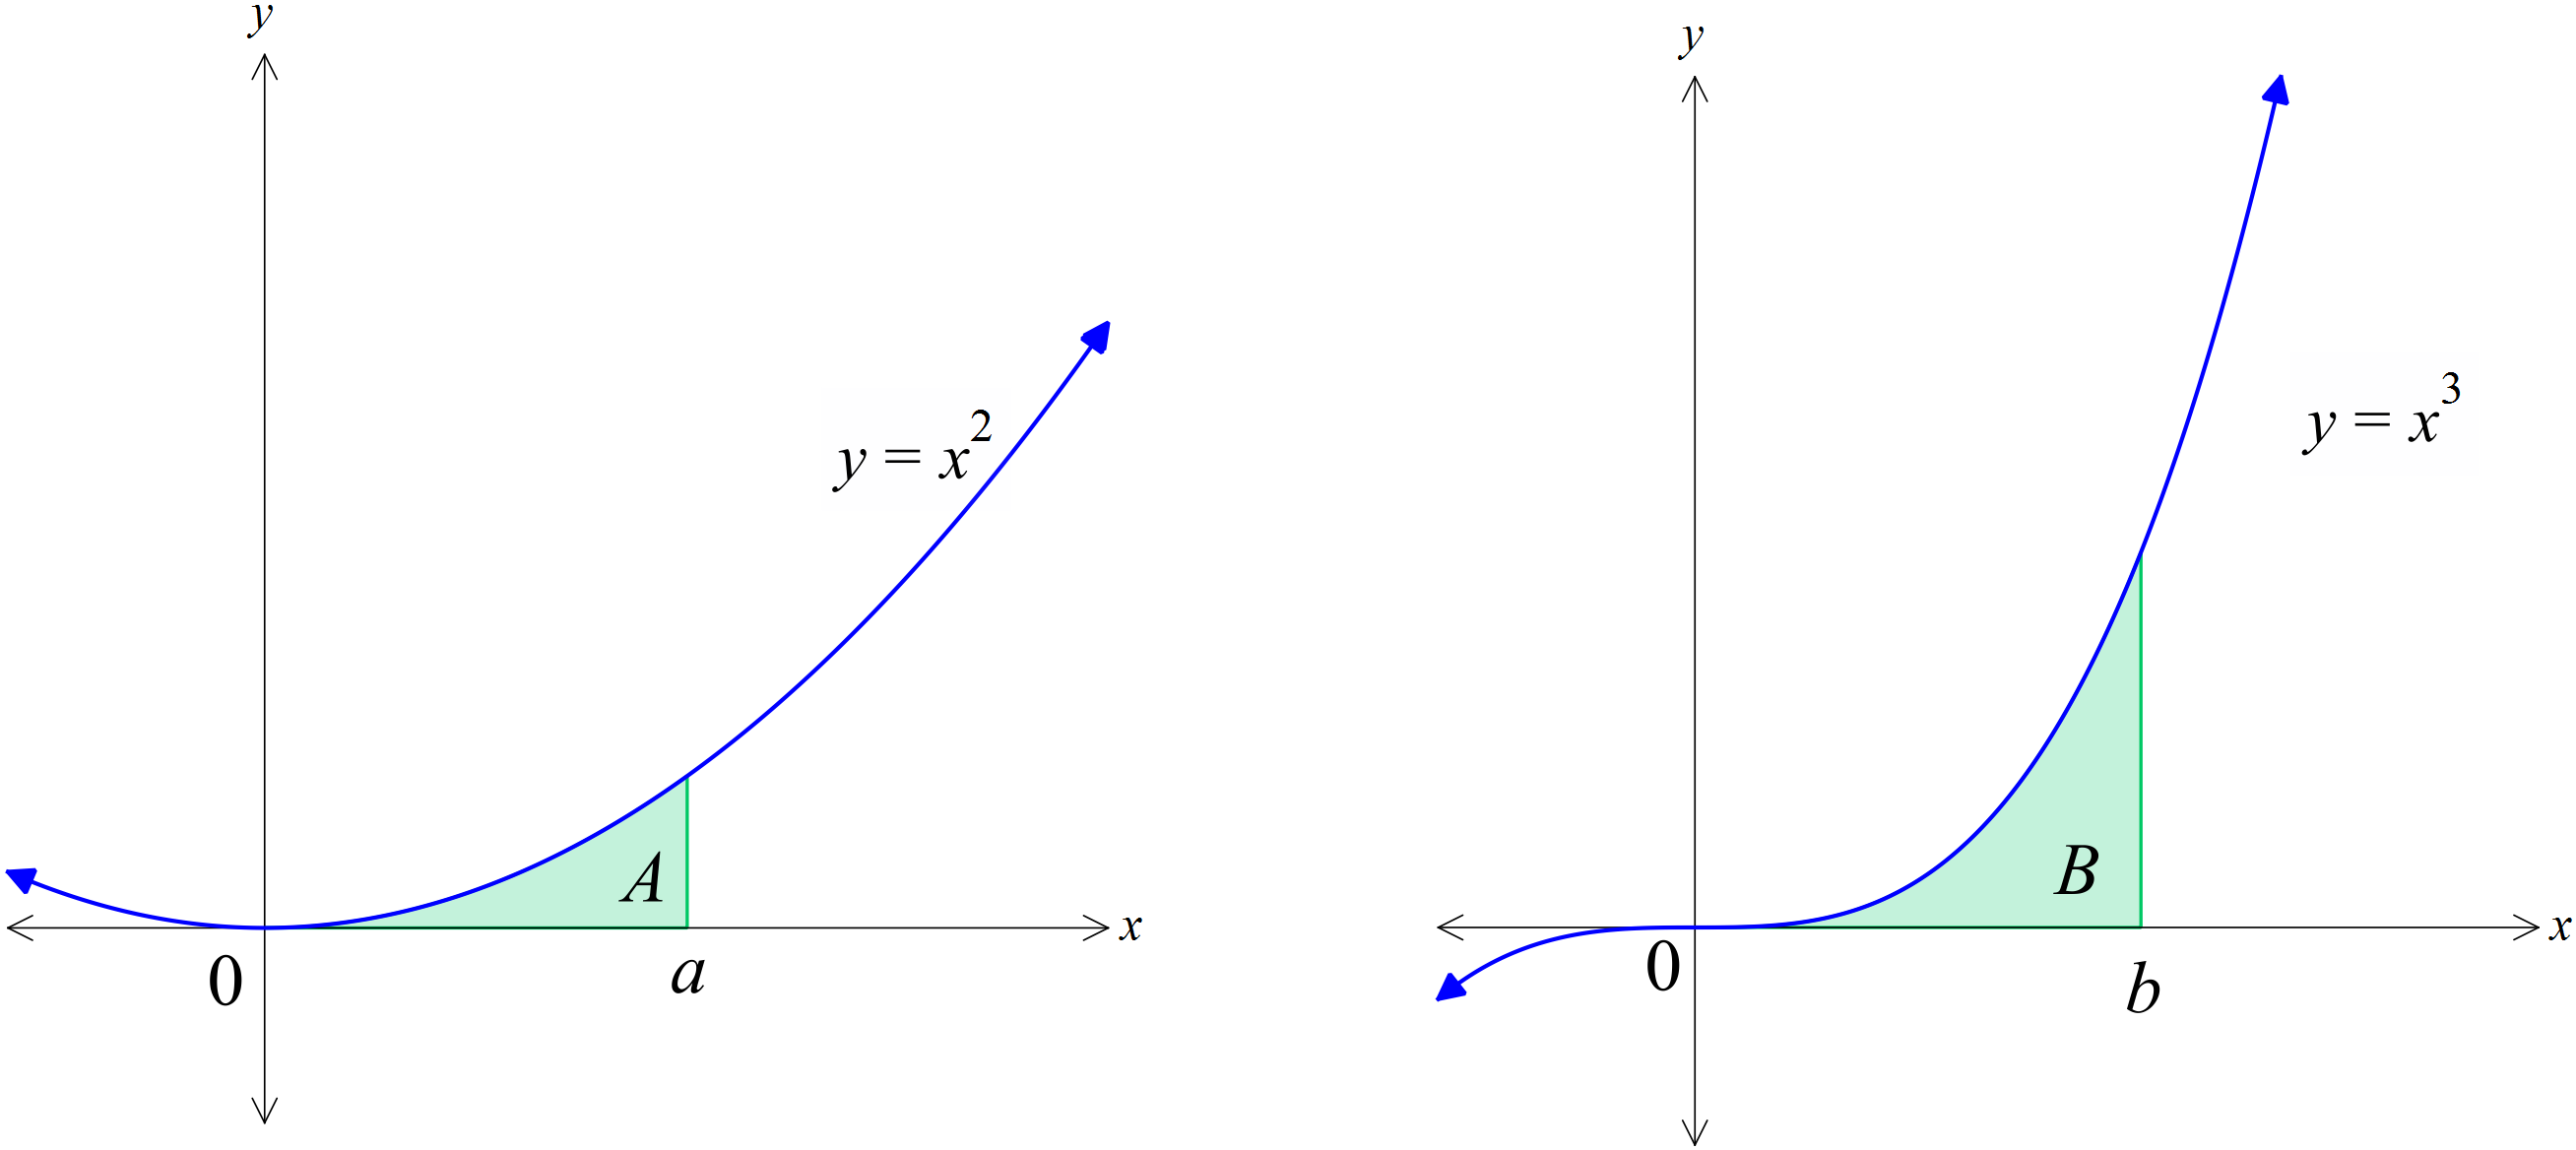 y
y = x²
A
0
a
x
y
y = x³
B
0
b
x